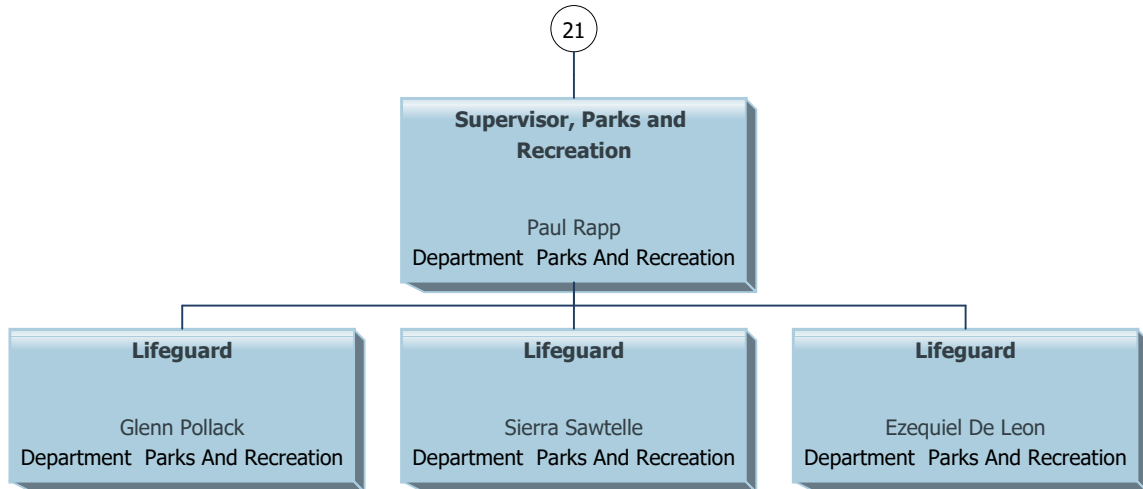 21
Supervisor, Parks and
Recreation
Paul Rapp
Department  Parks And Recreation
Lifeguard
Glenn Pollack
Department  Parks And Recreation
Lifeguard
Sierra Sawtelle
Department  Parks And Recreation
Lifeguard
Ezequiel De Leon
Department  Parks And Recreation